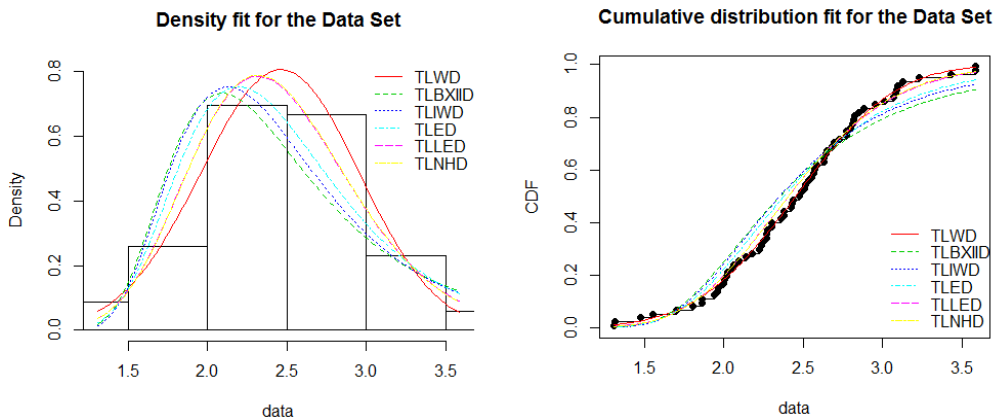 Density fit for the Data Set
Density
0.0
0.2
0.4
0.6
0.8
TLWD
TLBXIID
TLIWD
TLED
TLLED
TLNHD
1.5
2.0
2.5
3.0
3.5
data
Cumulative distribution fit for the Data Set
CDF
0.0
0.2
0.4
0.6
0.8
1.0
TLWD
TLBXIID
TLIWD
TLED
TLLED
TLNHD
1.5
2.0
2.5
3.0
3.5
data